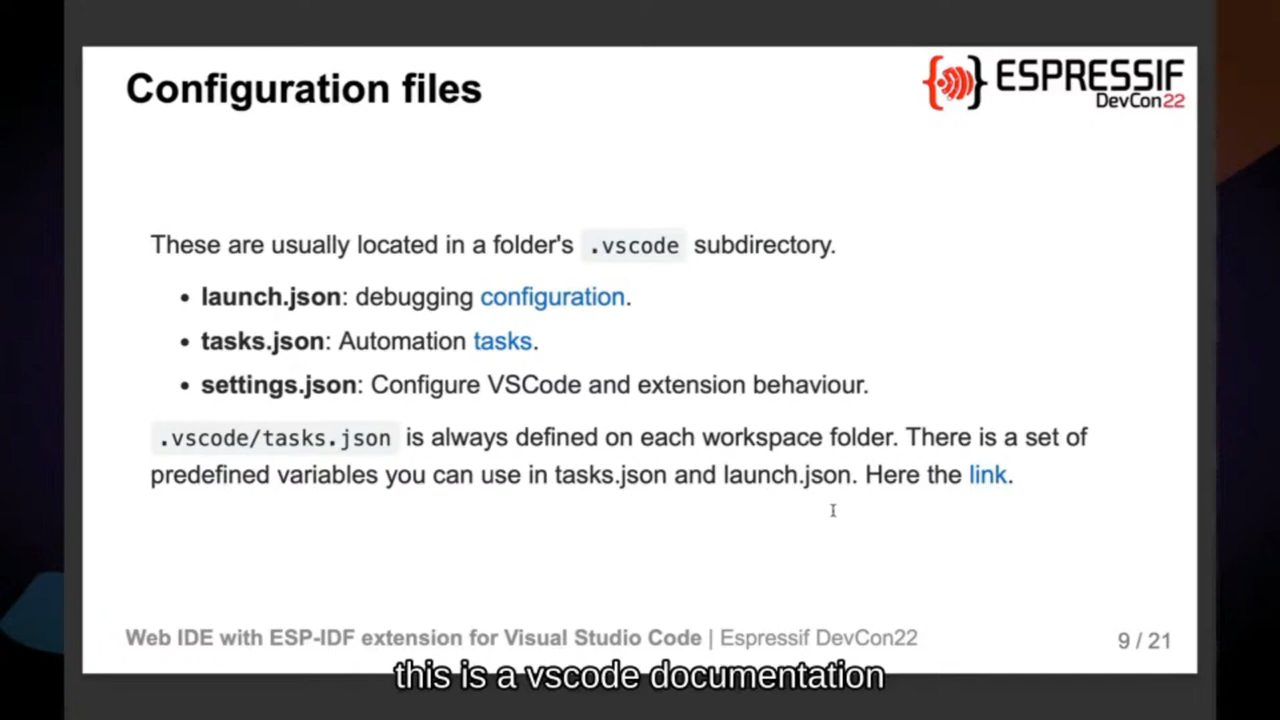 Configuration files
ESPRESSIF
DevCon22
These are usually located in a folder's .vscode subdirectory.
• launch.json: debugging configuration.
• tasks.json: Automation tasks.
• settings.json: Configure VSCode and extension behaviour.
.vscode/tasks.json is always defined on each workspace folder. There is a set of
predefined variables you can use in tasks.json and launch.json. Here the link.
Web IDE with ESP-IDF extension for Visual Studio Code | Espressif DevCon22
9 / 21
this is a vscode documentation